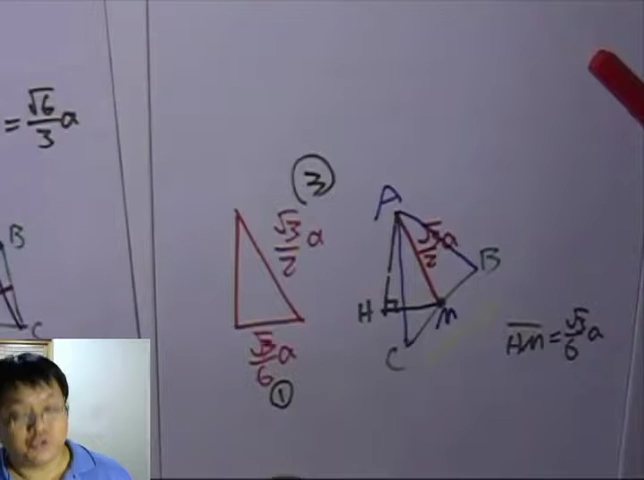 = √6/3 a
B
C
③
√3/2 a
√3/6 a
①
A
√3/2 a
B
H
M
C
HM = √3/6 a